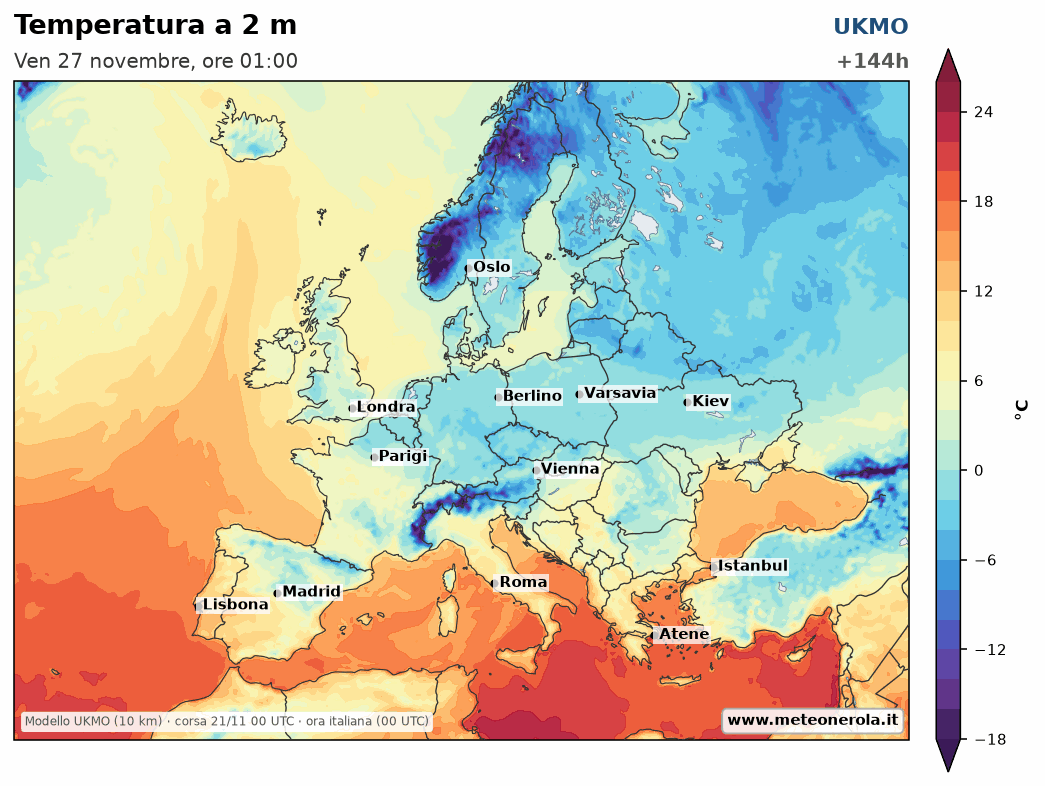 Temperatura a 2 m
UKMO
Ven 27 novembre, ore 01:00
+144h
24
18
12
6
0
−6
−12
−18
°C
Oslo
Londra
Berlino
Varsavia
Kiev
Parigi
Vienna
Madrid
Lisbona
Roma
Istanbul
Atene
Modello UKMO (10 km) · corsa 21/11 00 UTC · ora italiana (00 UTC)
www.meteonerola.it